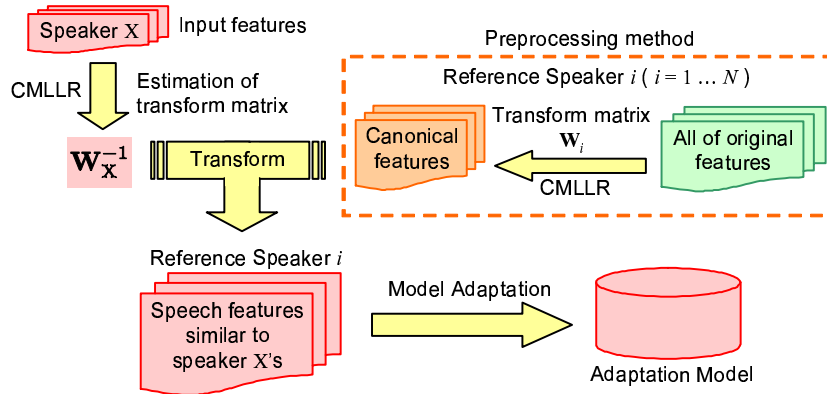 Speaker X
Input features
CMLLR
Estimation of
transform matrix
W_X^{-1}
Transform
Preprocessing method
Reference Speaker i ( i = 1 … N )
Canonical
features
Transform matrix
W_i
CMLLR
All of original
features
Reference Speaker i
Speech features
similar to
speaker X's
Model Adaptation
Adaptation Model